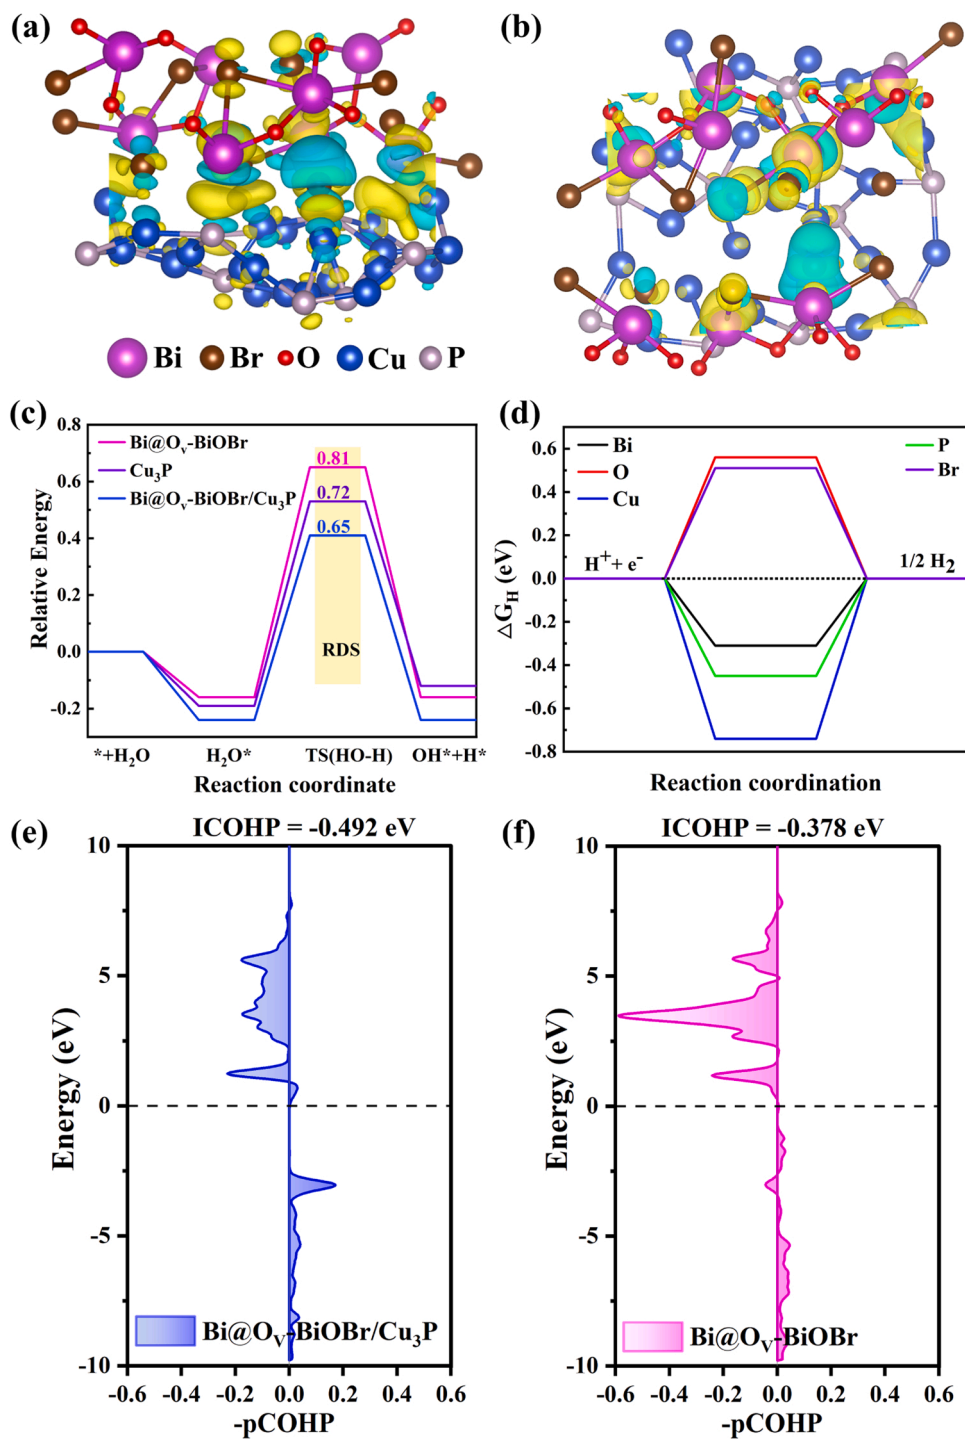 (a)
(b)
Bi Br O Cu P
(c)
0.8
0.6
0.4
0.2
0.0
-0.2
Relative Energy
Bi@Oᵥ-BiOBr
Cu₃P
Bi@Oᵥ-BiOBr/Cu₃P
0.81
0.72
0.65
RDS
*+H₂O H₂O* TS(HO-H) OH*+H*
Reaction coordinate
(d)
0.6
0.4
0.2
0.0
-0.2
-0.4
-0.6
-0.8
△G_H (eV)
Bi
O
Cu
P
Br
H⁺+ e⁻
1/2 H₂
Reaction coordination
(e)
ICOHP = -0.492 eV
10
5
0
-5
-10
Energy (eV)
Bi@O_V-BiOBr/Cu₃P
-0.6 -0.4 -0.2 0.0 0.2 0.4 0.6
-pCOHP
(f)
ICOHP = -0.378 eV
10
5
0
-5
-10
Energy (eV)
Bi@O_V-BiOBr
-0.6 -0.4 -0.2 0.0 0.2 0.4 0.6
-pCOHP